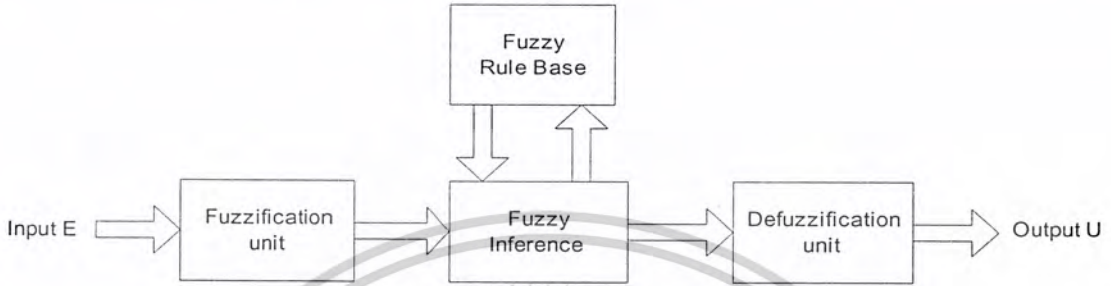 Fuzzy
Rule Base
Input E
Fuzzification
unit
Fuzzy
Inference
Defuzzification
unit
Output U